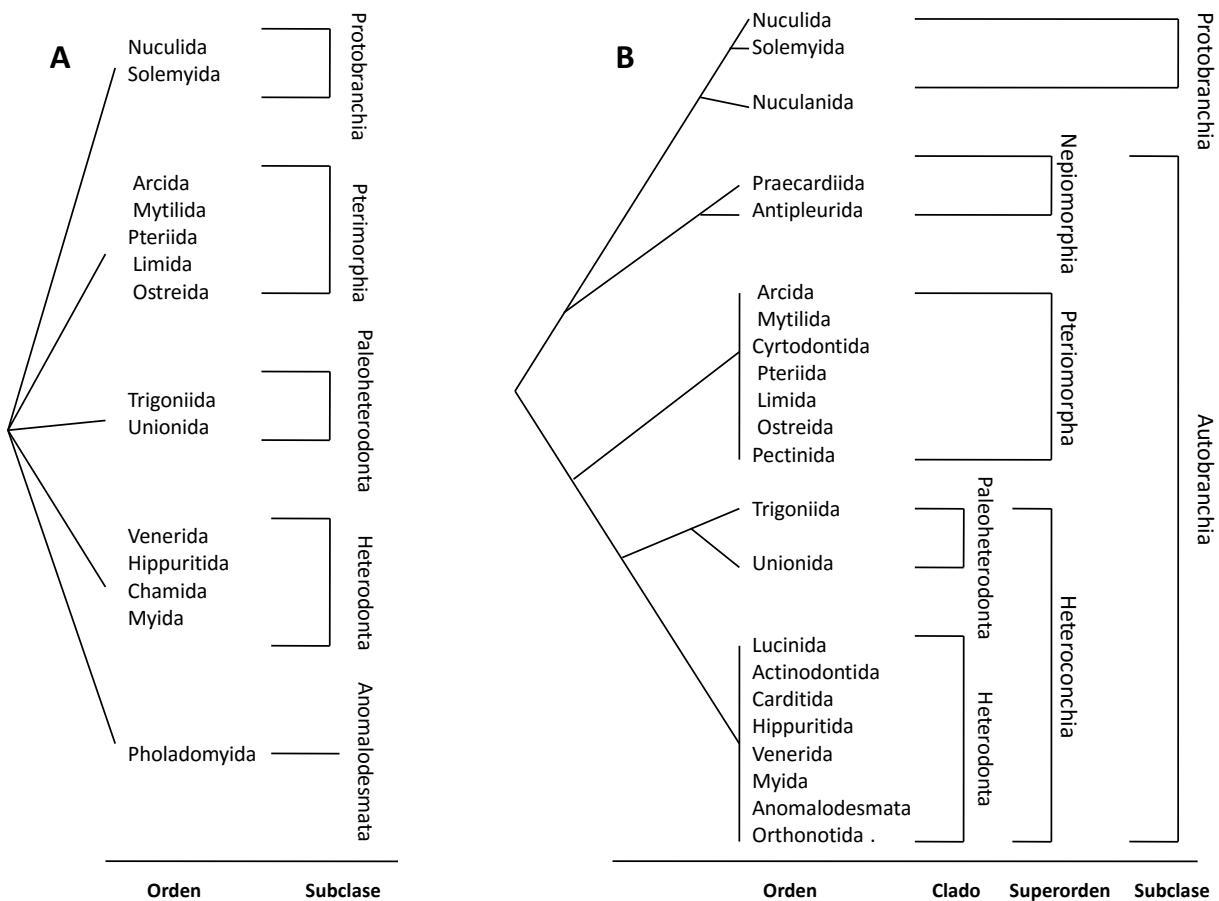 A
Nuculida
Solemyida
Protobranchia
Arcida
Mytilida
Pteriida
Limida
Ostreida
Pterimorphia
Trigoniida
Unionida
Paleoheterodonta
Venerida
Hippuritida
Chamida
Myida
Heterodonta
Pholadomyida
Anomalodesmata
Orden
Subclase
B
Nuculida
Solemyida
Nuculanida
Protobranchia
Praecardiida
Antipleurida
Nepiomorphia
Arcida
Mytilida
Cyrtodontida
Pteriida
Limida
Ostreida
Pectinida
Pteriomorpha
Trigoniida
Unionida
Paleoheterodonta
Lucinida
Actinodontida
Carditida
Hippuritida
Venerida
Myida
Anomalodesmata
Orthonotida .
Heterodonta
Heteroconchia
Autobranchia
Orden
Clado
Superorden
Subclase